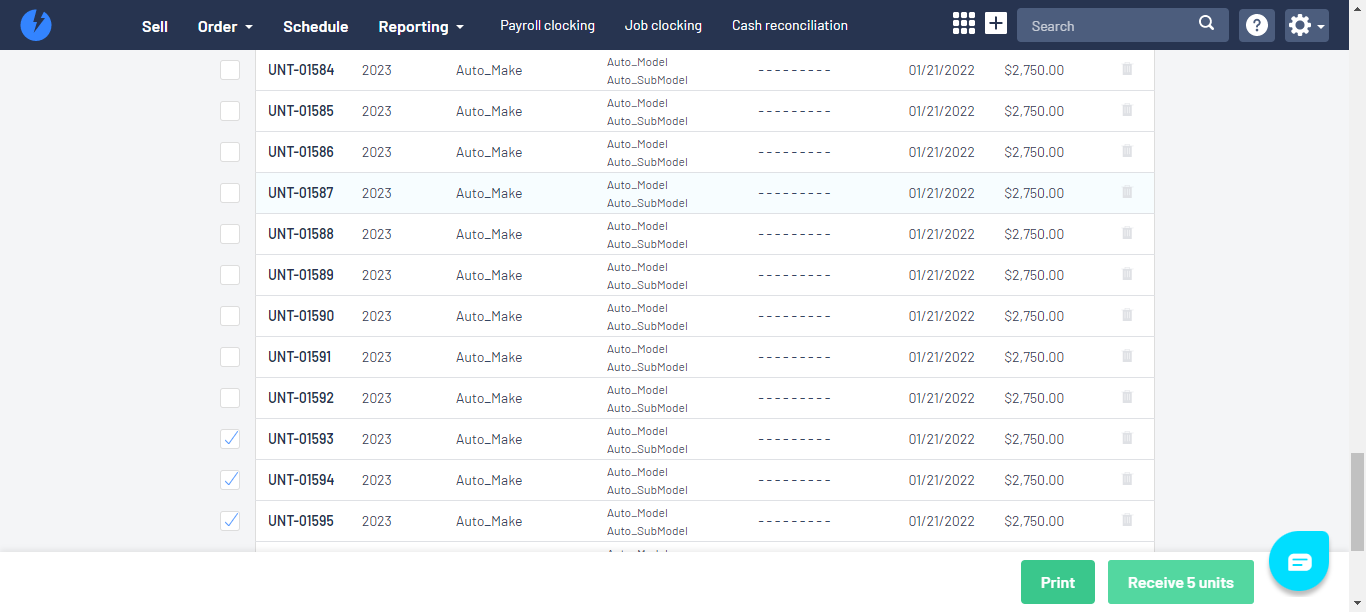 Sell Order Schedule Reporting Payroll clocking Job clocking Cash reconciliation Search ?
UNT-01584 2023 Auto_Make Auto_Model Auto_SubModel --------- 01/21/2022 $2,750.00
UNT-01585 2023 Auto_Make Auto_Model Auto_SubModel --------- 01/21/2022 $2,750.00
UNT-01586 2023 Auto_Make Auto_Model Auto_SubModel --------- 01/21/2022 $2,750.00
UNT-01587 2023 Auto_Make Auto_Model Auto_SubModel --------- 01/21/2022 $2,750.00
UNT-01588 2023 Auto_Make Auto_Model Auto_SubModel --------- 01/21/2022 $2,750.00
UNT-01589 2023 Auto_Make Auto_Model Auto_SubModel --------- 01/21/2022 $2,750.00
UNT-01590 2023 Auto_Make Auto_Model Auto_SubModel --------- 01/21/2022 $2,750.00
UNT-01591 2023 Auto_Make Auto_Model Auto_SubModel --------- 01/21/2022 $2,750.00
UNT-01592 2023 Auto_Make Auto_Model Auto_SubModel --------- 01/21/2022 $2,750.00
UNT-01593 2023 Auto_Make Auto_Model Auto_SubModel --------- 01/21/2022 $2,750.00
UNT-01594 2023 Auto_Make Auto_Model Auto_SubModel --------- 01/21/2022 $2,750.00
UNT-01595 2023 Auto_Make Auto_Model Auto_SubModel --------- 01/21/2022 $2,750.00
Print Receive 5 units